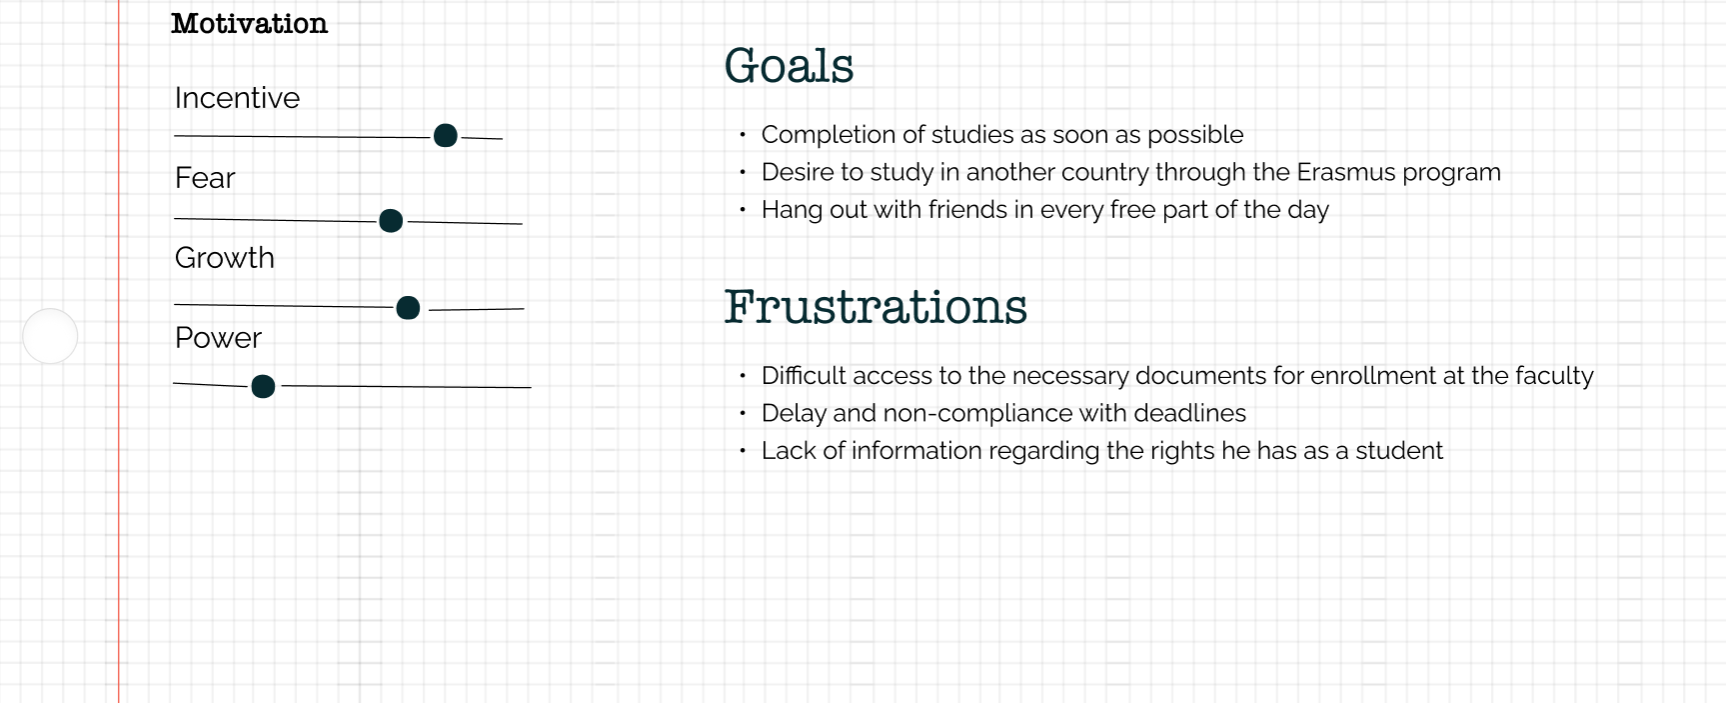 Motivation
Incentive
Fear
Growth
Power
Goals
• Completion of studies as soon as possible
• Desire to study in another country through the Erasmus program
• Hang out with friends in every free part of the day
Frustrations
• Difficult access to the necessary documents for enrollment at the faculty
• Delay and non-compliance with deadlines
• Lack of information regarding the rights he has as a student